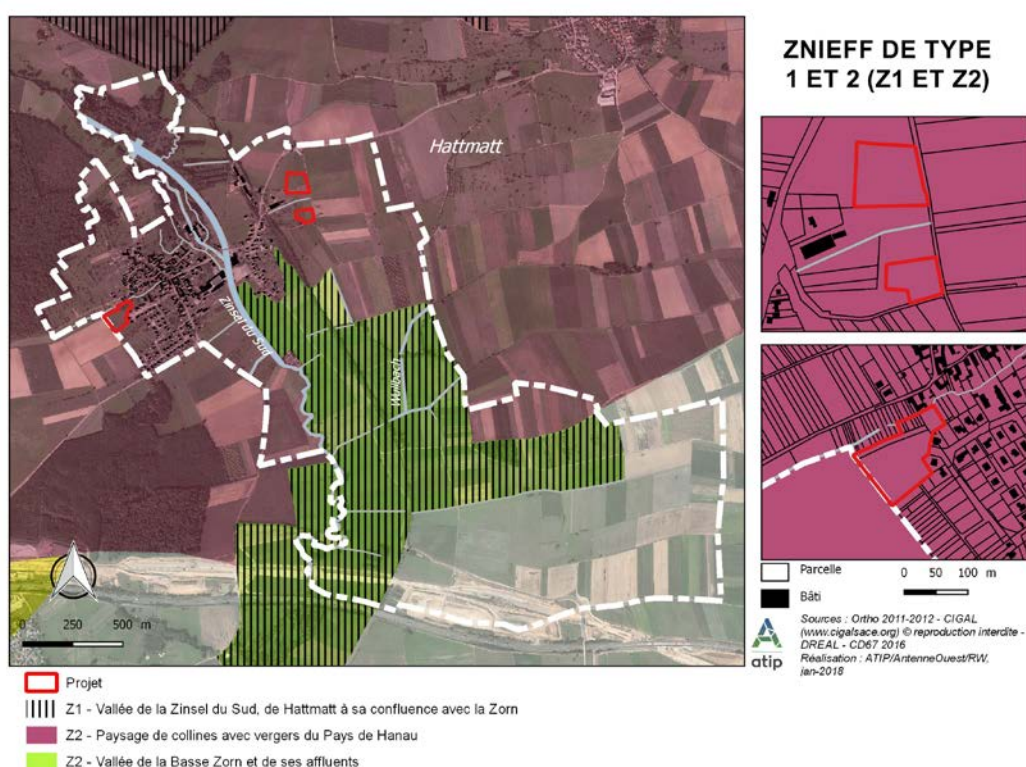 ZNIEFF DE TYPE
1 ET 2 (Z1 ET Z2)
Hattmatt
Zinsel du Sud
Wullbach
0 250 500 m
Parcelle
0 50 100 m
Bâti
Sources : Ortho 2011-2012 - CIGAL
(www.cigalsace.org) © reproduction interdite -
DREAL - CD67 2016
Réalisation : ATIP/AntenneOuest/RW,
jan-2018
atip
Projet
Z1 - Vallée de la Zinsel du Sud, de Hattmatt à sa confluence avec la Zorn
Z2 - Paysage de collines avec vergers du Pays de Hanau
Z2 - Vallée de la Basse Zorn et de ses affluents